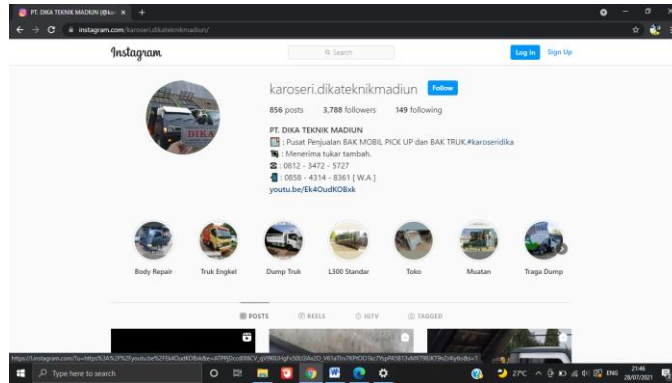 PT. DIKA TEKNIK MADIUN (@ka
instagram.com/karoseri.dikateknikmadiun/
Instagram
Search
Log In
Sign Up
DIKA
karoseri.dikateknikmadiun
Follow
856 posts 3,788 followers 149 following
PT. DIKA TEKNIK MADIUN
: Pusat Penjualan BAK MOBIL PICK UP dan BAK TRUK.#karoseridika
: Menerima tukar tambah.
: 0812 - 3472 - 5727
: 0858 - 4314 - 8361 [ W.A ]
youtu.be/Ek4OudKOBxk
Body Repair
Truk Engkel
Dump Truk
L300 Standar
Toko
Muatan
Traga Dump
POSTS
REELS
IGTV
TAGGED
Type here to search
27°C
ENG
21:46
28/07/2021